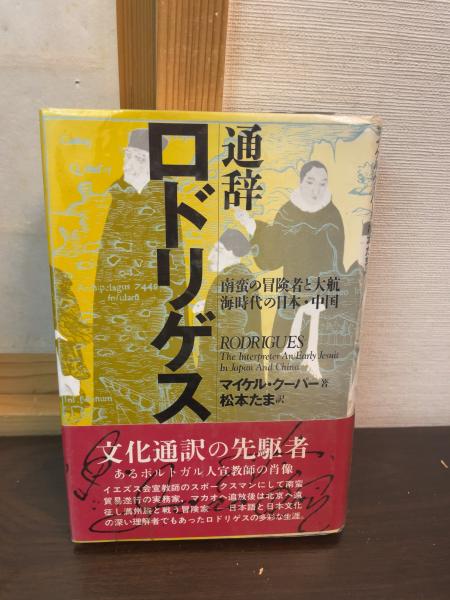 通辞
ロドリゲス
南蛮の冒険者と大航
海時代の日本・中国
RODRIGUES
The Interpreter An Early Jesuit
In Japan And China
マイケル・クーパー著
松本たま訳
Archipelagus 7449
insularum
文化通訳の先駆者
あるポルトガル人宣教師の肖像
イエズス会宣教師のスポークスマンにして南蛮
貿易遂行の実務家、マカオへ追放後は北京へ遠
征し満州族と戦う冒険家──日本語と日本文化
の深い理解者でもあったロドリゲスの多彩な生涯。